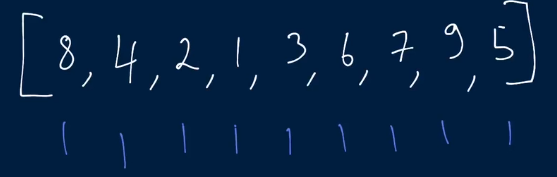 [8, 4, 2, 1, 3, 6, 7, 9, 5]
| | | | | | | | |